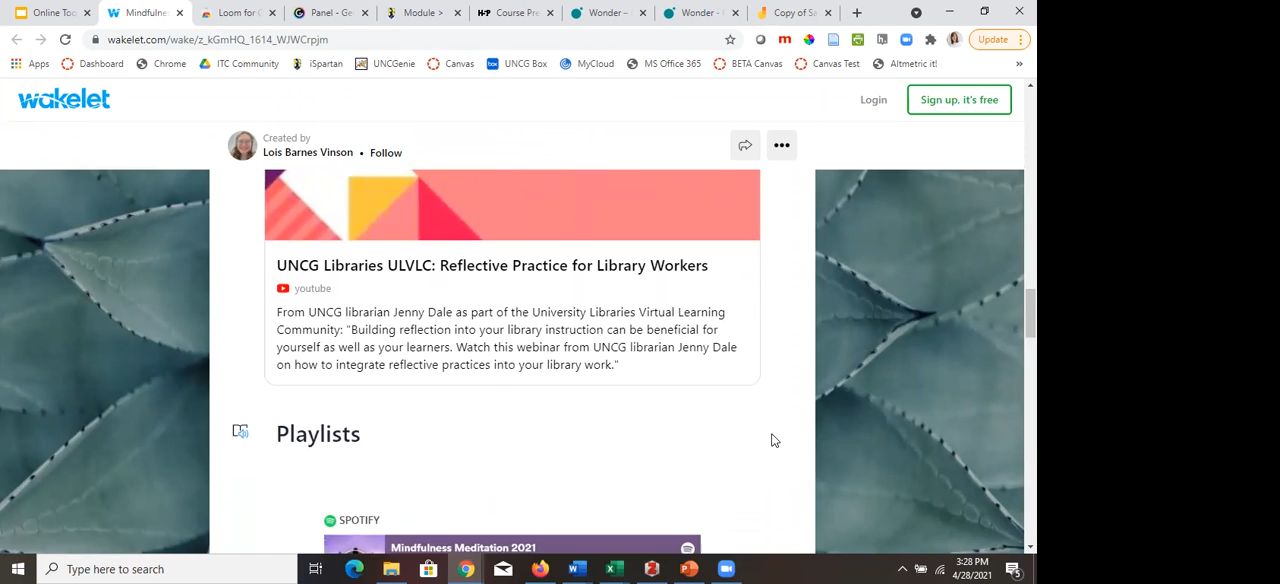 Online Too
Mindfulnes
Loom for C
Panel - Ge
Module >
Course Pre
Wonder –
Wonder -
Copy of Sa
wakelet.com/wake/z_kGmHQ_1614_WJWCrpjm
Update
Apps
Dashboard
Chrome
ITC Community
iSpartan
UNCGenie
Canvas
UNCG Box
MyCloud
MS Office 365
BETA Canvas
Canvas Test
Altmetric it!
»
wakelet
Login
Sign up, it's free
Created by
Lois Barnes Vinson • Follow
UNCG Libraries ULVLC: Reflective Practice for Library Workers
youtube
From UNCG librarian Jenny Dale as part of the University Libraries Virtual Learning
Community: "Building reflection into your library instruction can be beneficial for
yourself as well as your learners. Watch this webinar from UNCG librarian Jenny Dale
on how to integrate reflective practices into your library work."
Playlists
SPOTIFY
Mindfulness Meditation 2021
Type here to search
3:28 PM
4/28/2021